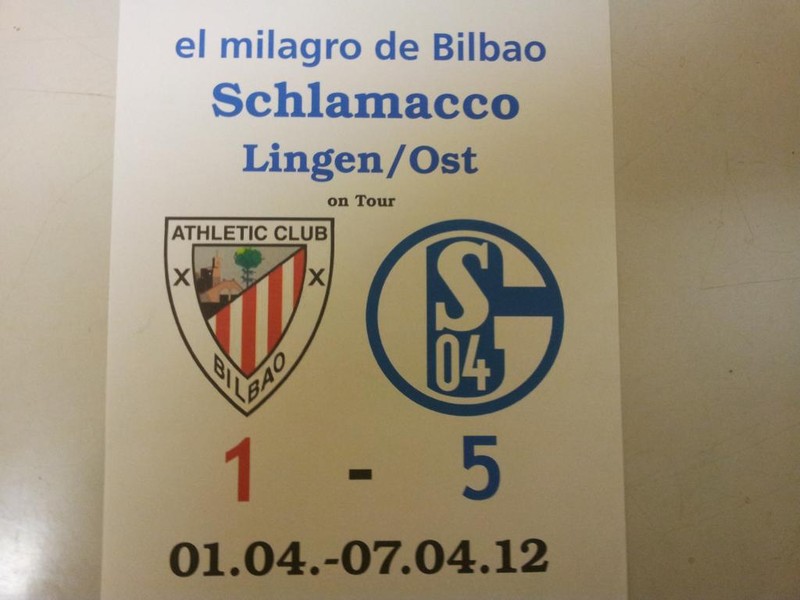 el milagro de Bilbao
Schlamacco
Lingen/Ost
on Tour
ATHLETIC CLUB
X X
BILBAO
S
04
1 - 5
01.04.-07.04.12